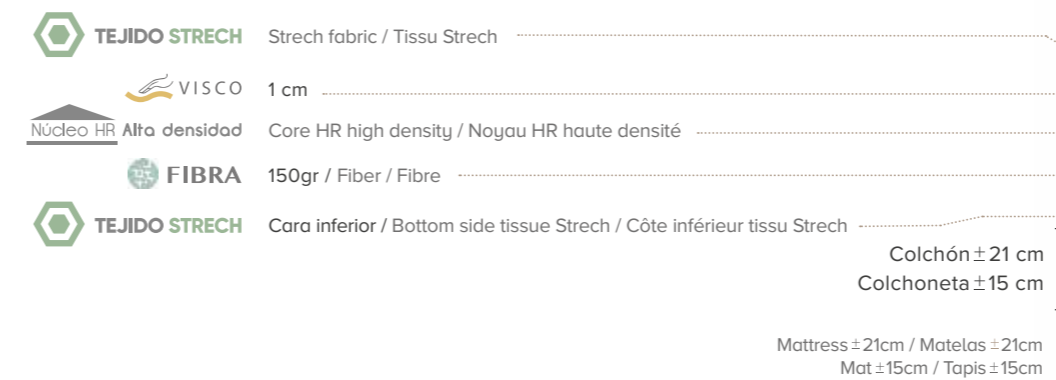 TEJIDO STRECH Strech fabric / Tissu Strech
VISCO 1 cm
Núcleo HR Alta densidad Core HR high density / Noyau HR haute densité
FIBRA 150gr / Fiber / Fibre
TEJIDO STRECH Cara inferior / Bottom side tissue Strech / Côte inférieur tissu Strech
Colchón ± 21 cm
Colchoneta ± 15 cm
Mattress ± 21cm / Matelas ± 21cm
Mat ± 15cm / Tapis ± 15cm